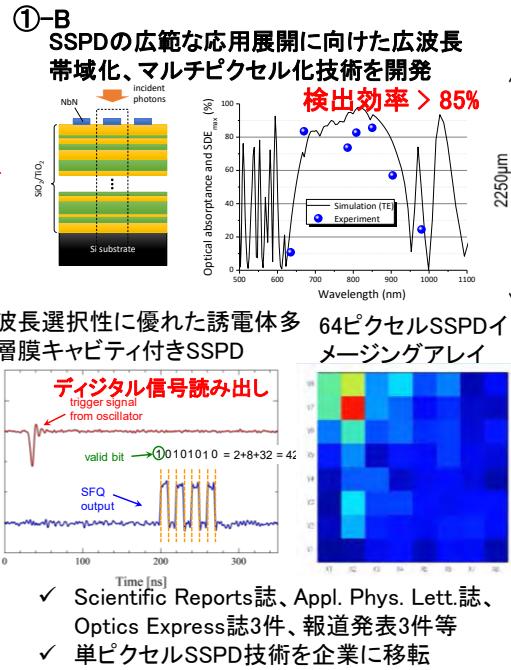 ①-B
SSPDの広範な応用展開に向けた広波長
帯域化、マルチピクセル化技術を開発
incident
photons
NbN
SiO2/TiO2
Si substrate
検出効率 > 85%
Optical absorptance and SDEmax (%)
100
80
60
40
20
0
Simulation (TE)
Experiment
500 600 700 800 900 1000 1100
Wavelength (nm)
2250μm
波長選択性に優れた誘電体多
層膜キャビティ付きSSPD
64ピクセルSSPDイ
メージングアレイ
ディジタル信号読み出し
trigger signal
from oscillator
valid bit
10101010 = 2+8+32 = 42
SFQ
output
0 100 200 300
Time [ns]
✓ Scientific Reports誌、Appl. Phys. Lett.誌、
Optics Express誌3件、報道発表3件等
✓ 単ピクセルSSPD技術を企業に移転